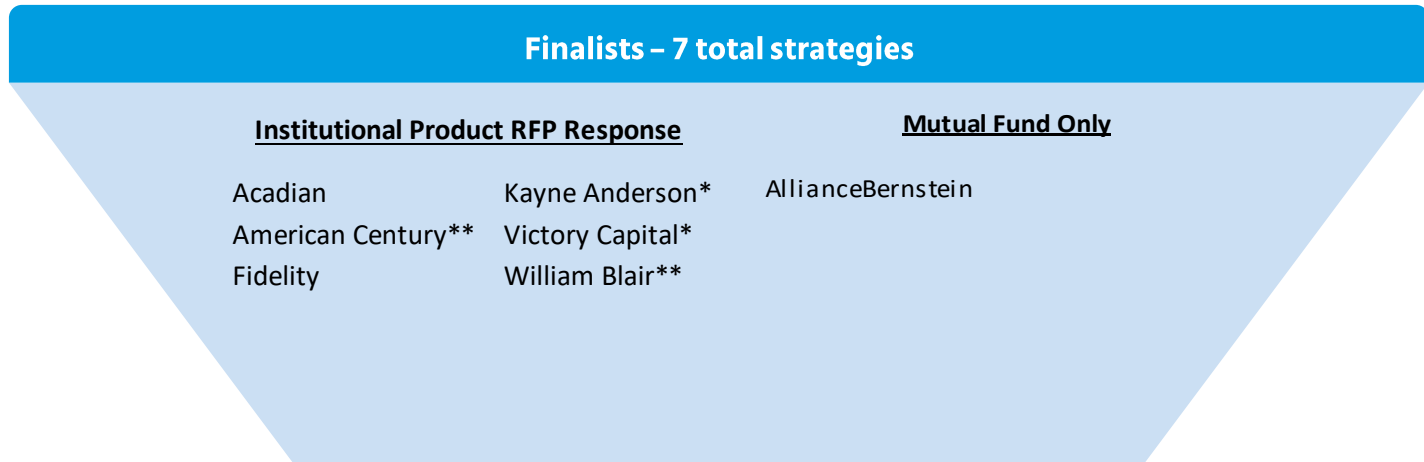 Finalists – 7 total strategies
Institutional Product RFP Response
Mutual Fund Only
Acadian
American Century**
Fidelity
Kayne Anderson*
Victory Capital*
William Blair**
AllianceBernstein